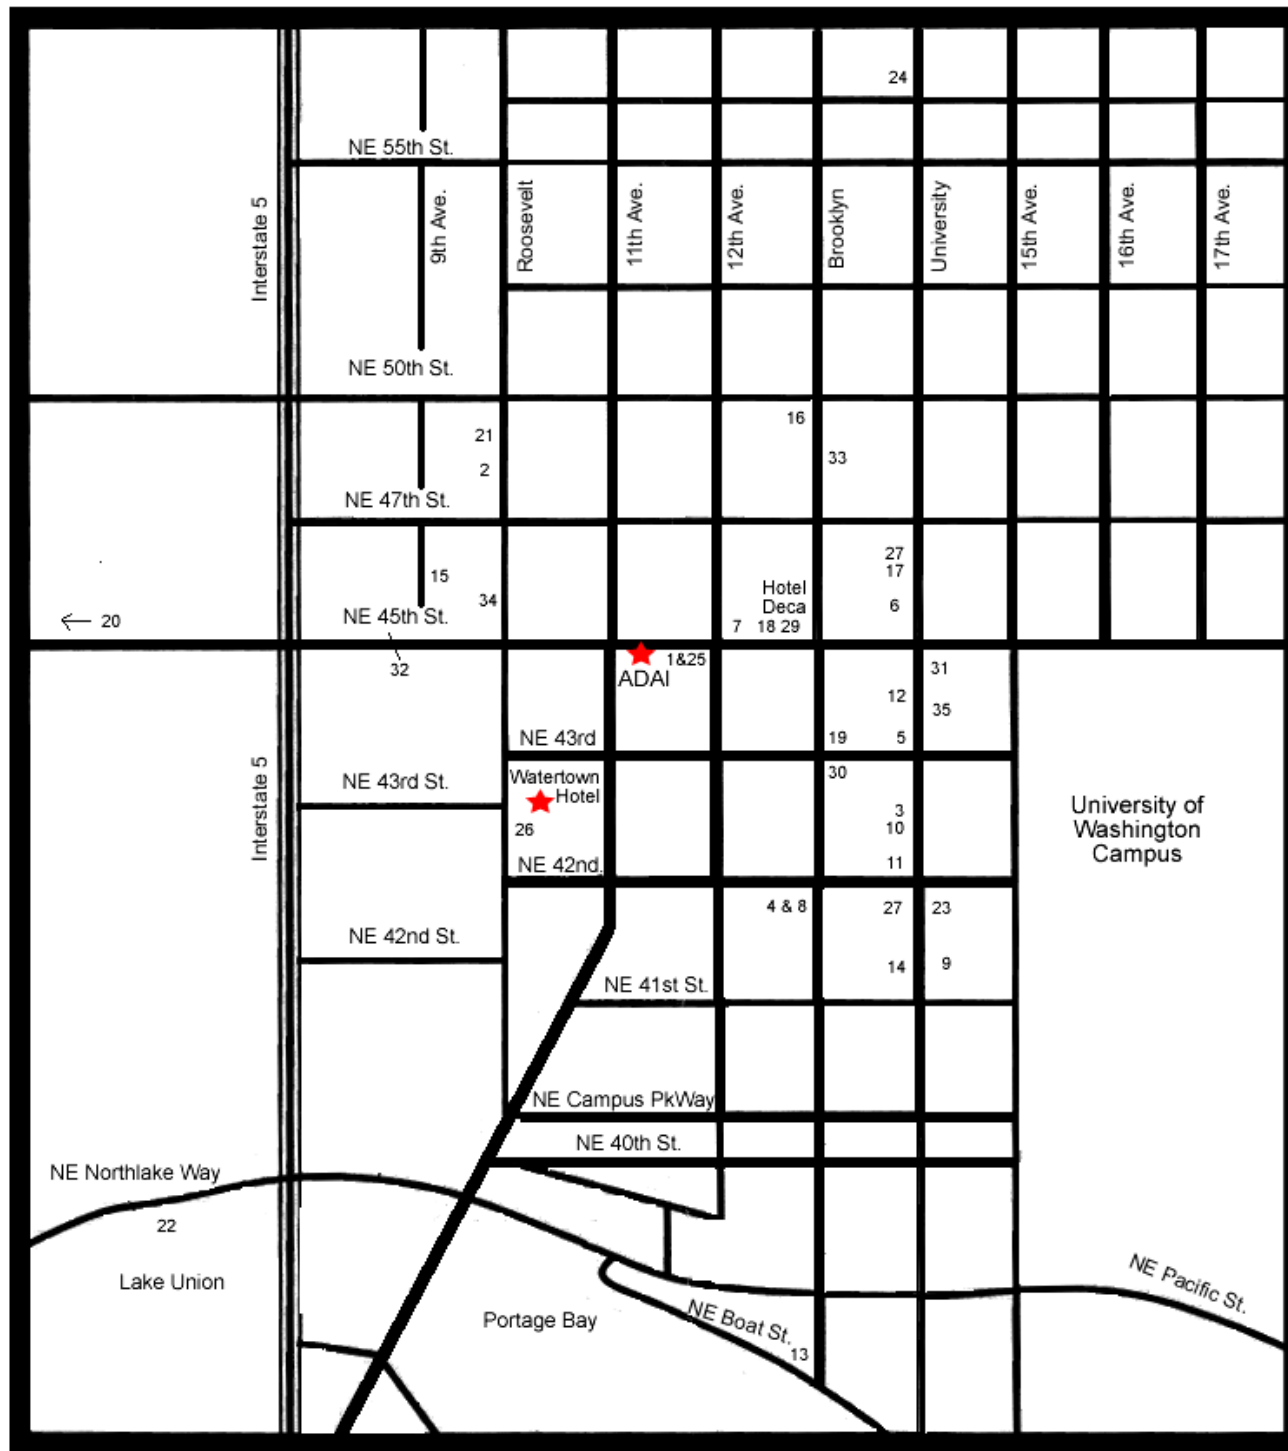 24
NE 55th St.
Interstate 5
9th Ave.
Roosevelt
11th Ave.
12th Ave.
Brooklyn
University
15th Ave.
16th Ave.
17th Ave.
NE 50th St.
16
21
33
2
NE 47th St.
27
17
15
Hotel
Deca
34
6
NE 45th St.
← 20
7 18 29
32
1&25
ADAI
31
12
35
NE 43rd
19
5
Interstate 5
NE 43rd St.
Watertown
Hotel
30
3
10
26
University of
Washington
Campus
NE 42nd.
11
4 & 8
27
23
NE 42nd St.
14
9
NE 41st St.
NE Campus PkWay
NE 40th St.
NE Northlake Way
22
Lake Union
NE Pacific St.
Portage Bay
NE Boat St.
13